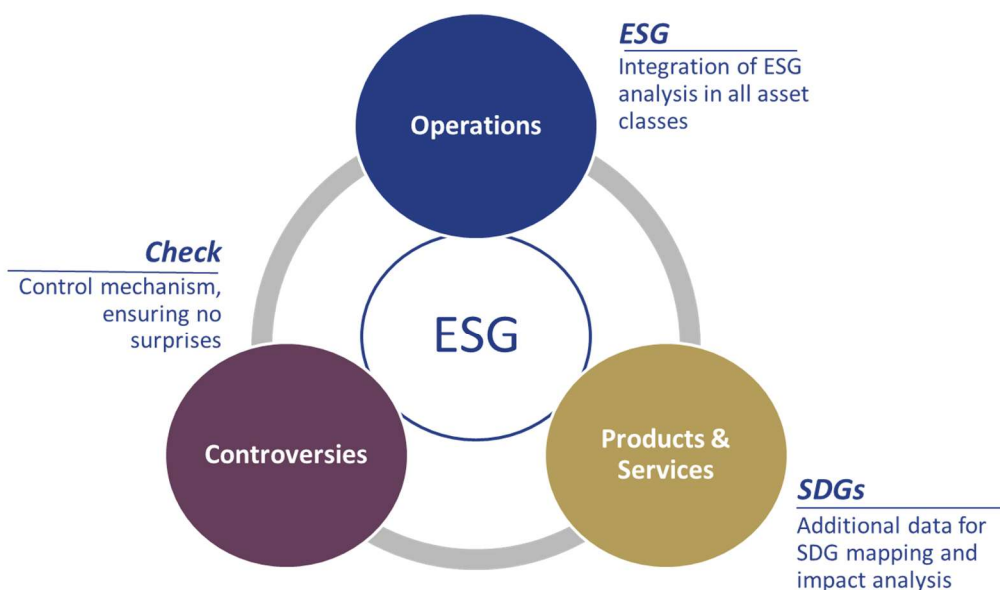 ESG
Integration of ESG
analysis in all asset
classes
Operations
Check
Control mechanism,
ensuring no
surprises
ESG
Controversies
Products &
Services
SDGs
Additional data for
SDG mapping and
impact analysis